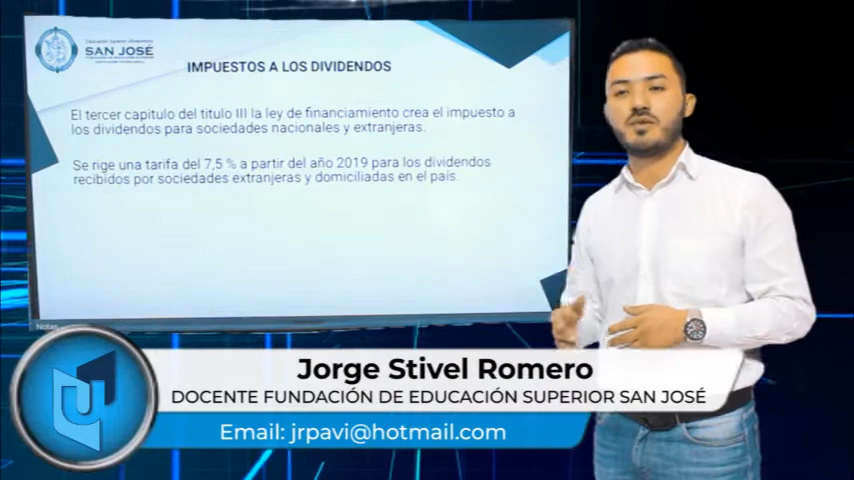 SAN JOSÉ
IMPUESTOS A LOS DIVIDENDOS
El tercer capitulo del titulo III la ley de financiamiento crea el impuesto a
los dividendos para sociedades nacionales y extranjeras.
Se rige una tarifa del 7,5 % a partir del año 2019 para los dividendos
recibidos por sociedades extranjeras y domiciliadas en el país.
Notas
Jorge Stivel Romero
DOCENTE FUNDACIÓN DE EDUCACIÓN SUPERIOR SAN JOSÉ
Email: jrpavi@hotmail.com